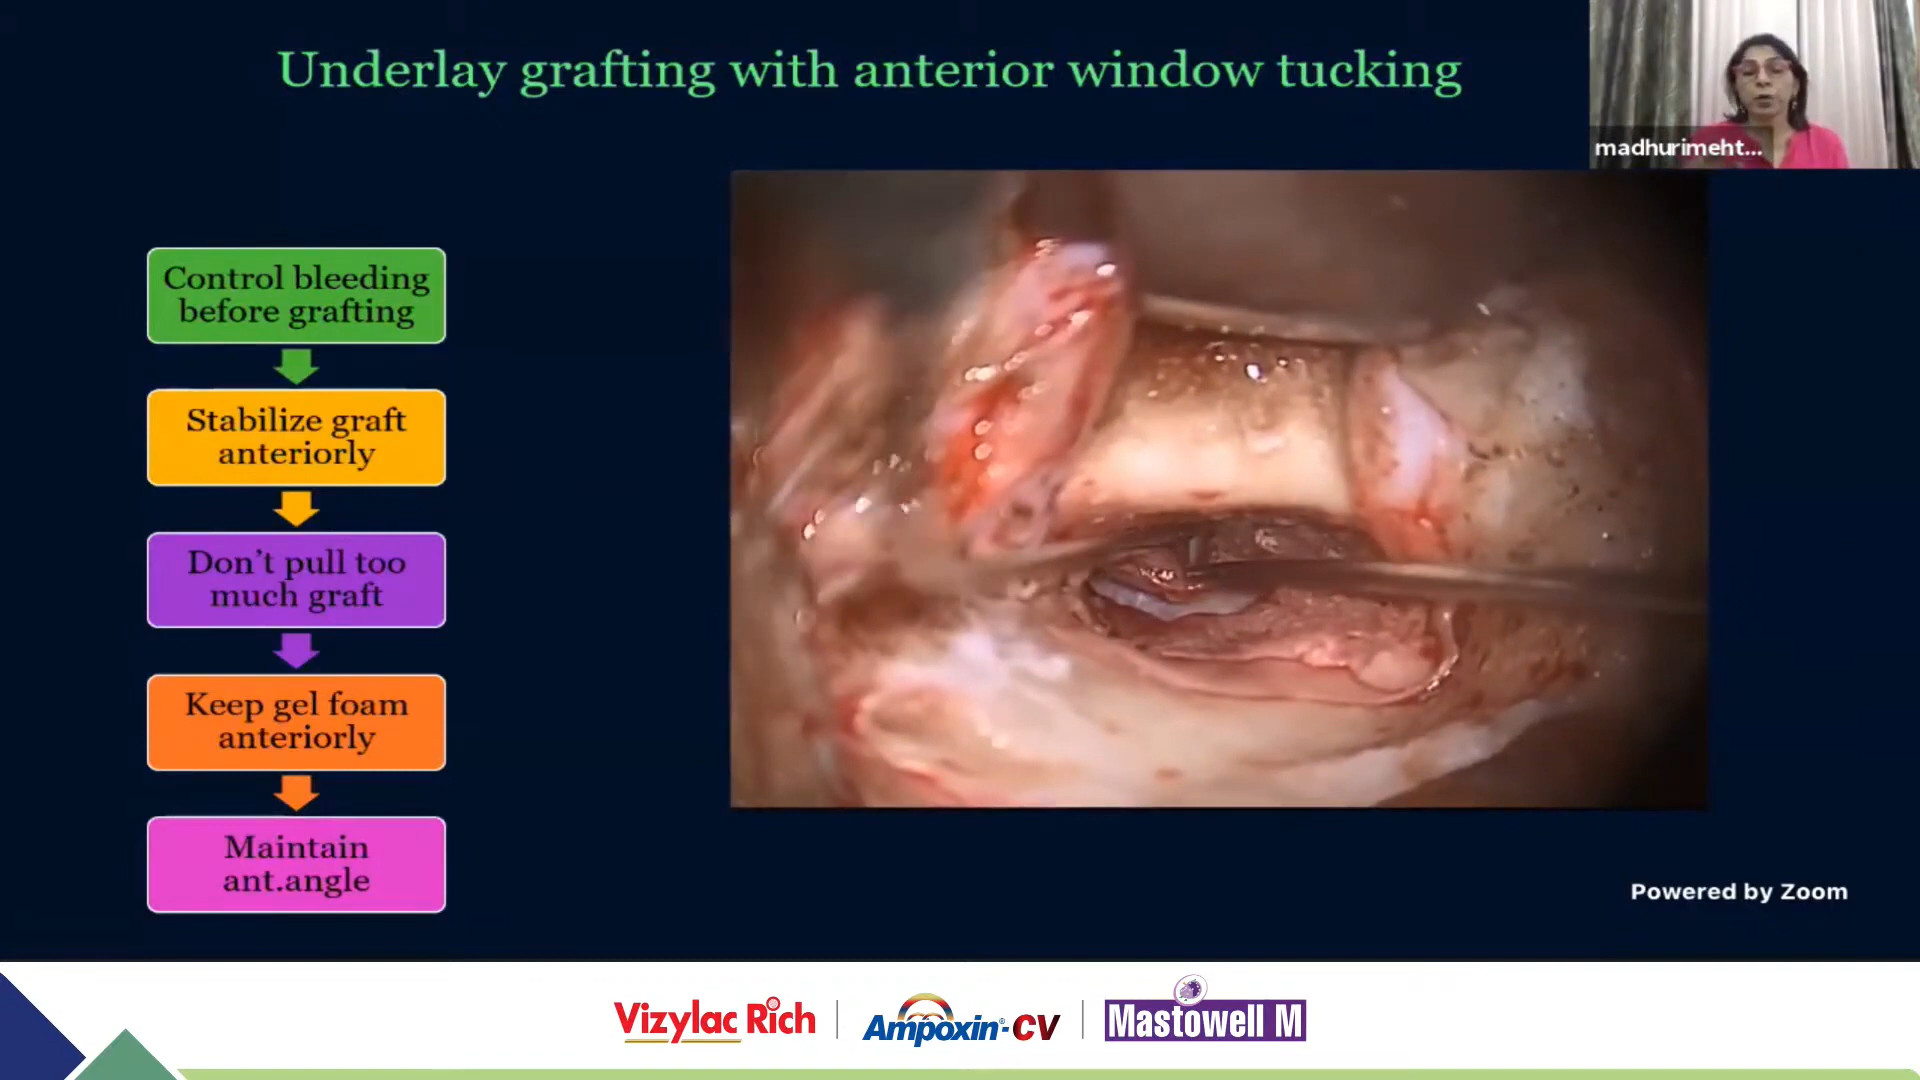 Underlay grafting with anterior window tucking
madhurimeht...
Control bleeding
before grafting
Stabilize graft
anteriorly
Don’t pull too
much graft
Keep gel foam
anteriorly
Maintain
ant.angle
Powered by Zoom
Vizylac Rich
Ampoxin®-CV
Mastowell M